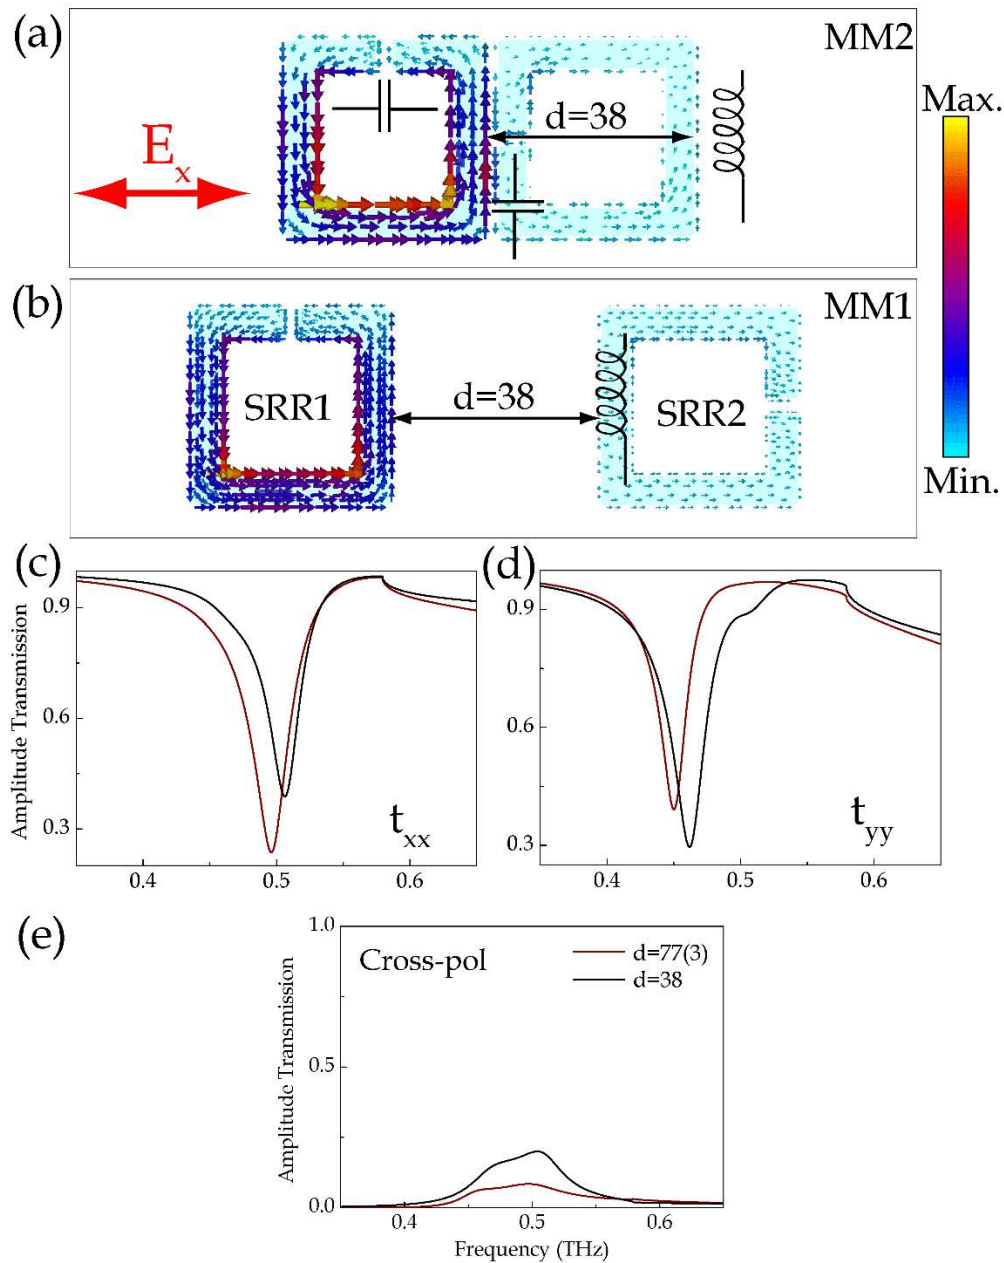 (a)
MM2
Max.
d=38
Ex
(b)
MM1
SRR1
d=38
SRR2
Min.
(c)
(d)
Amplitude Transmission
0.9
0.6
0.3
txx
0.4
0.5
0.6
Amplitude Transmission
0.9
0.6
0.3
tyy
0.4
0.5
0.6
(e)
Amplitude Transmission
1.0
0.5
0.0
Cross-pol
d=77(3)
d=38
0.4
0.5
0.6
Frequency (THz)